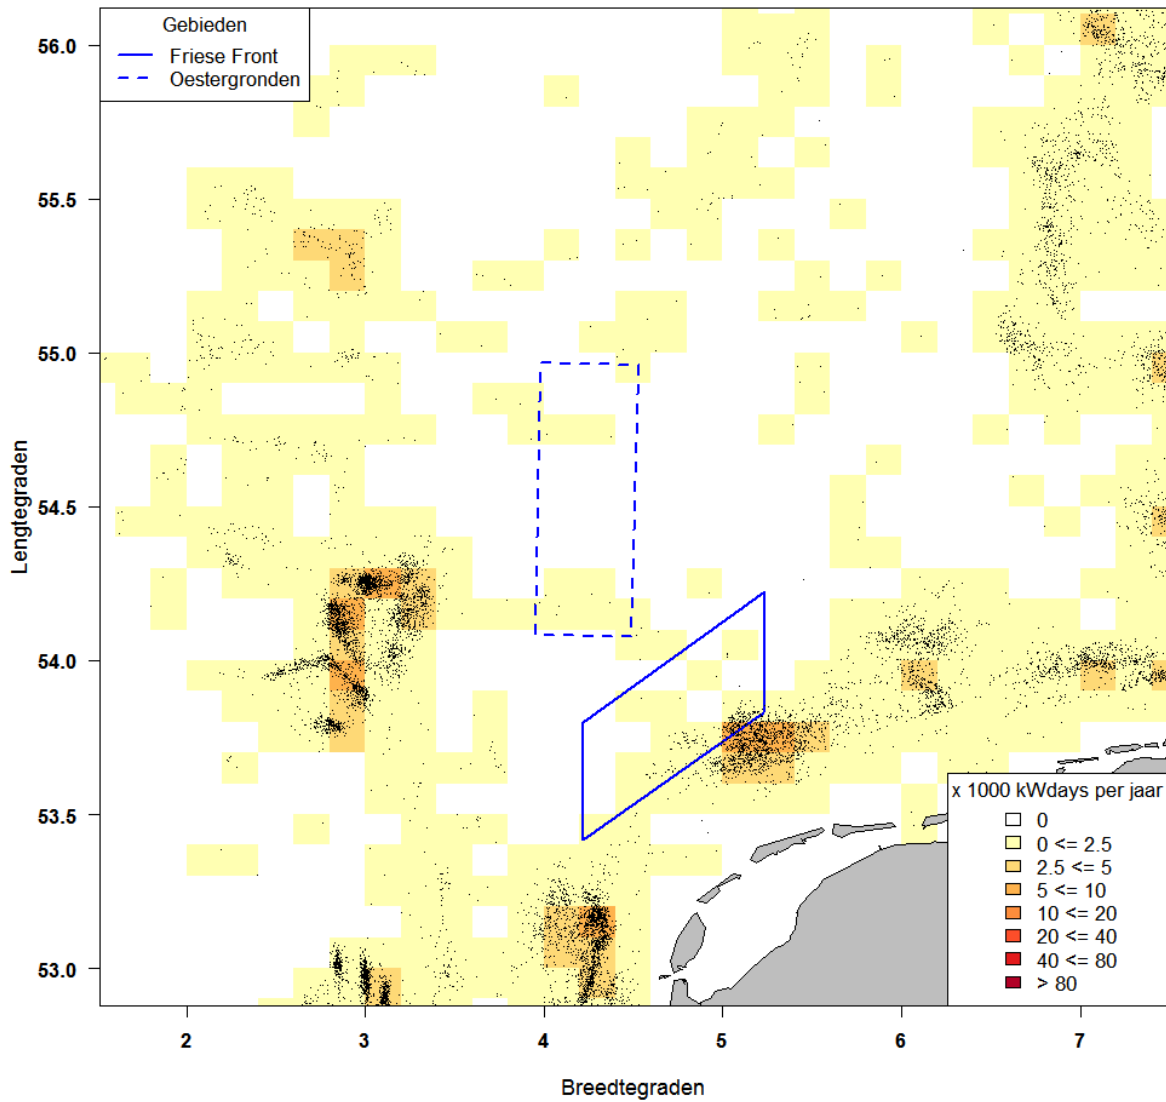 Gebieden
Friese Front
Oestergronden
56.0
55.5
55.0
54.5
54.0
53.5
53.0
Lengtegraden
x 1000 kWdays per jaar
0
0 <= 2.5
2.5 <= 5
5 <= 10
10 <= 20
20 <= 40
40 <= 80
> 80
2 3 4 5 6 7
Breedtegraden